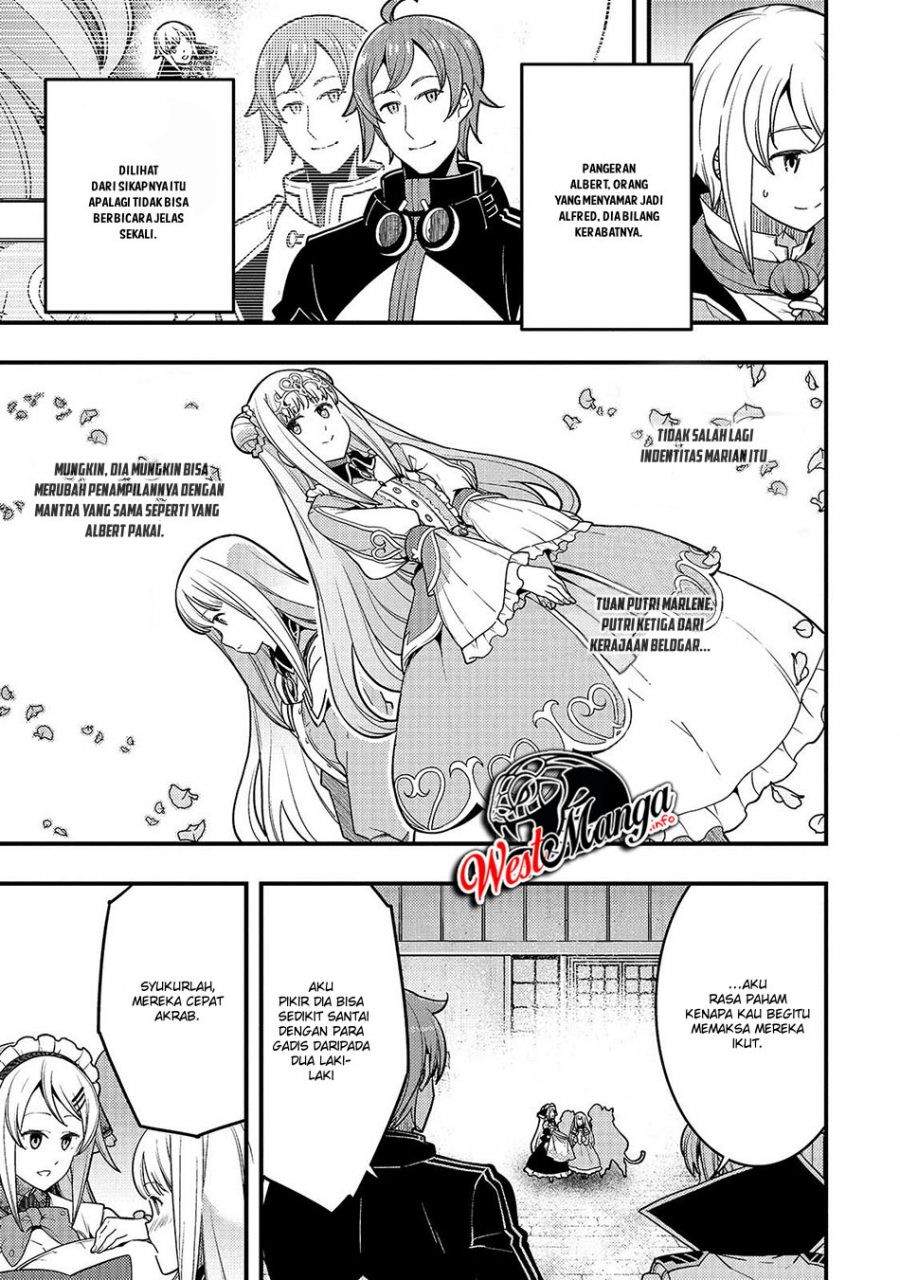 PANGERAN
ALBERT, ORANG
YANG MENYAMAR JADI
ALFRED, DIA BILANG
KERABATNYA.
DILIHAT
DARI SIKAPNYA ITU
APALAGI TIDAK BISA
BERBICARA JELAS
SEKALI.
TIDAK SALAH LAGI
INDENTITAS MARIAN ITU
TUAN PUTRI MARLENE,
PUTRI KETIGA DARI
KERAJAAN BELOGAR...
MUNGKIN, DIA MUNGKIN BISA
MERUBAH PENAMPILANNYA DENGAN
MANTRA YANG SAMA SEPERTI YANG
ALBERT PAKAI.
WestManga
.info
...AKU
RASA PAHAM
KENAPA KAU BEGITU
MEMAKSA MEREKA
IKUT.
AKU
PIKIR DIA BISA
SEDIKIT SANTAI
DENGAN PARA
GADIS DARIPADA
DUA LAKI-
LAKI
SYUKURLAH,
MEREKA CEPAT
AKRAB.